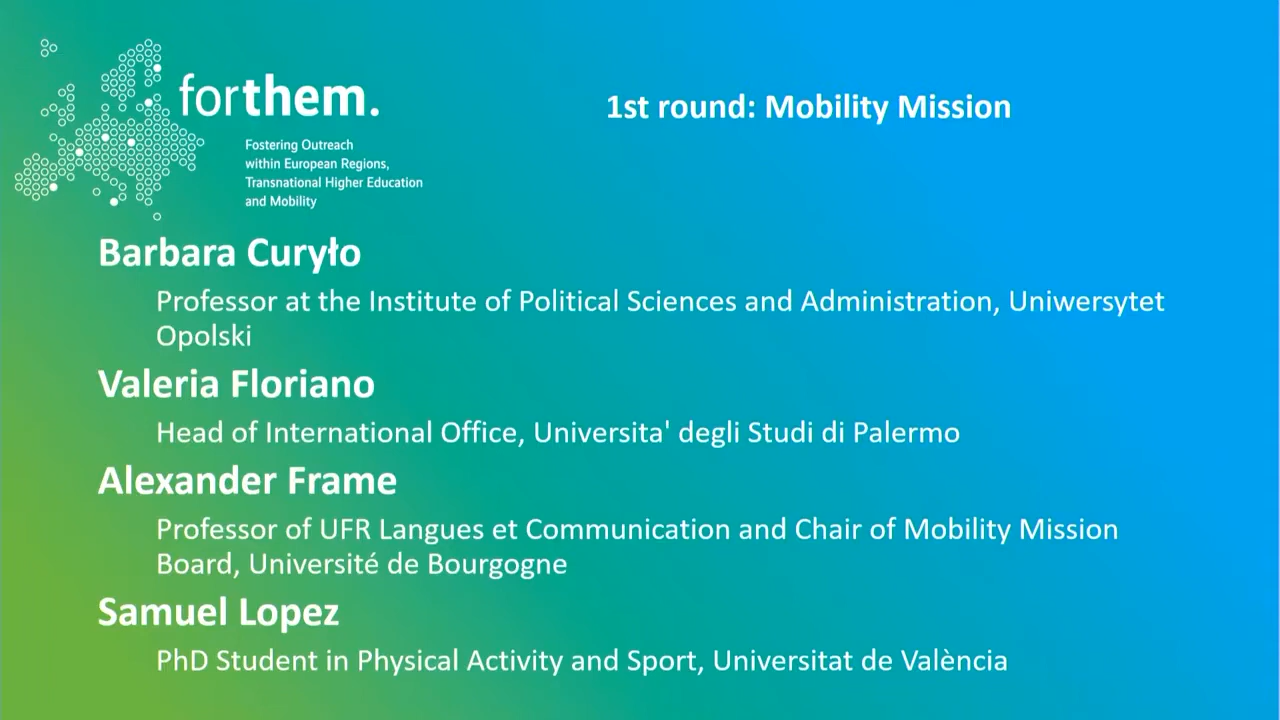 forthem.
Fostering Outreach
within European Regions,
Transnational Higher Education
and Mobility
1st round: Mobility Mission
Barbara Curyło
Professor at the Institute of Political Sciences and Administration, Uniwersytet
Opolski
Valeria Floriano
Head of International Office, Universita' degli Studi di Palermo
Alexander Frame
Professor of UFR Langues et Communication and Chair of Mobility Mission
Board, Université de Bourgogne
Samuel Lopez
PhD Student in Physical Activity and Sport, Universitat de València